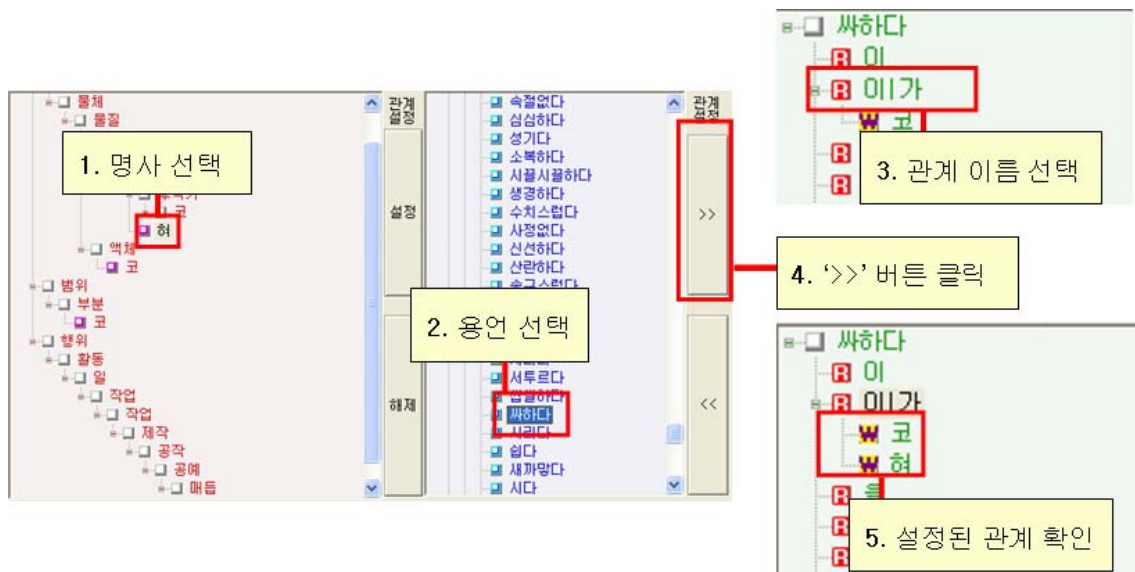 물체
물질
1. 명사 선택
코
혀
액체
코
범위
부분
코
행위
활동
일
작업
작업
제작
공작
공예
매듭
관계
설정
설정
해제
속절없다
심심하다
성기다
소복하다
시끌시끌하다
생경하다
수치스럽다
사정없다
신선하다
산란하다
2. 용언 선택
서투르다
씁쓸하다
싸하다
시리다
쉽다
새까맣다
시다
관계
설정
>>
<<
싸하다
이
이|가
코
3. 관계 이름 선택
4. ‘>>’ 버튼 클릭
싸하다
이
이|가
코
혀
5. 설정된 관계 확인